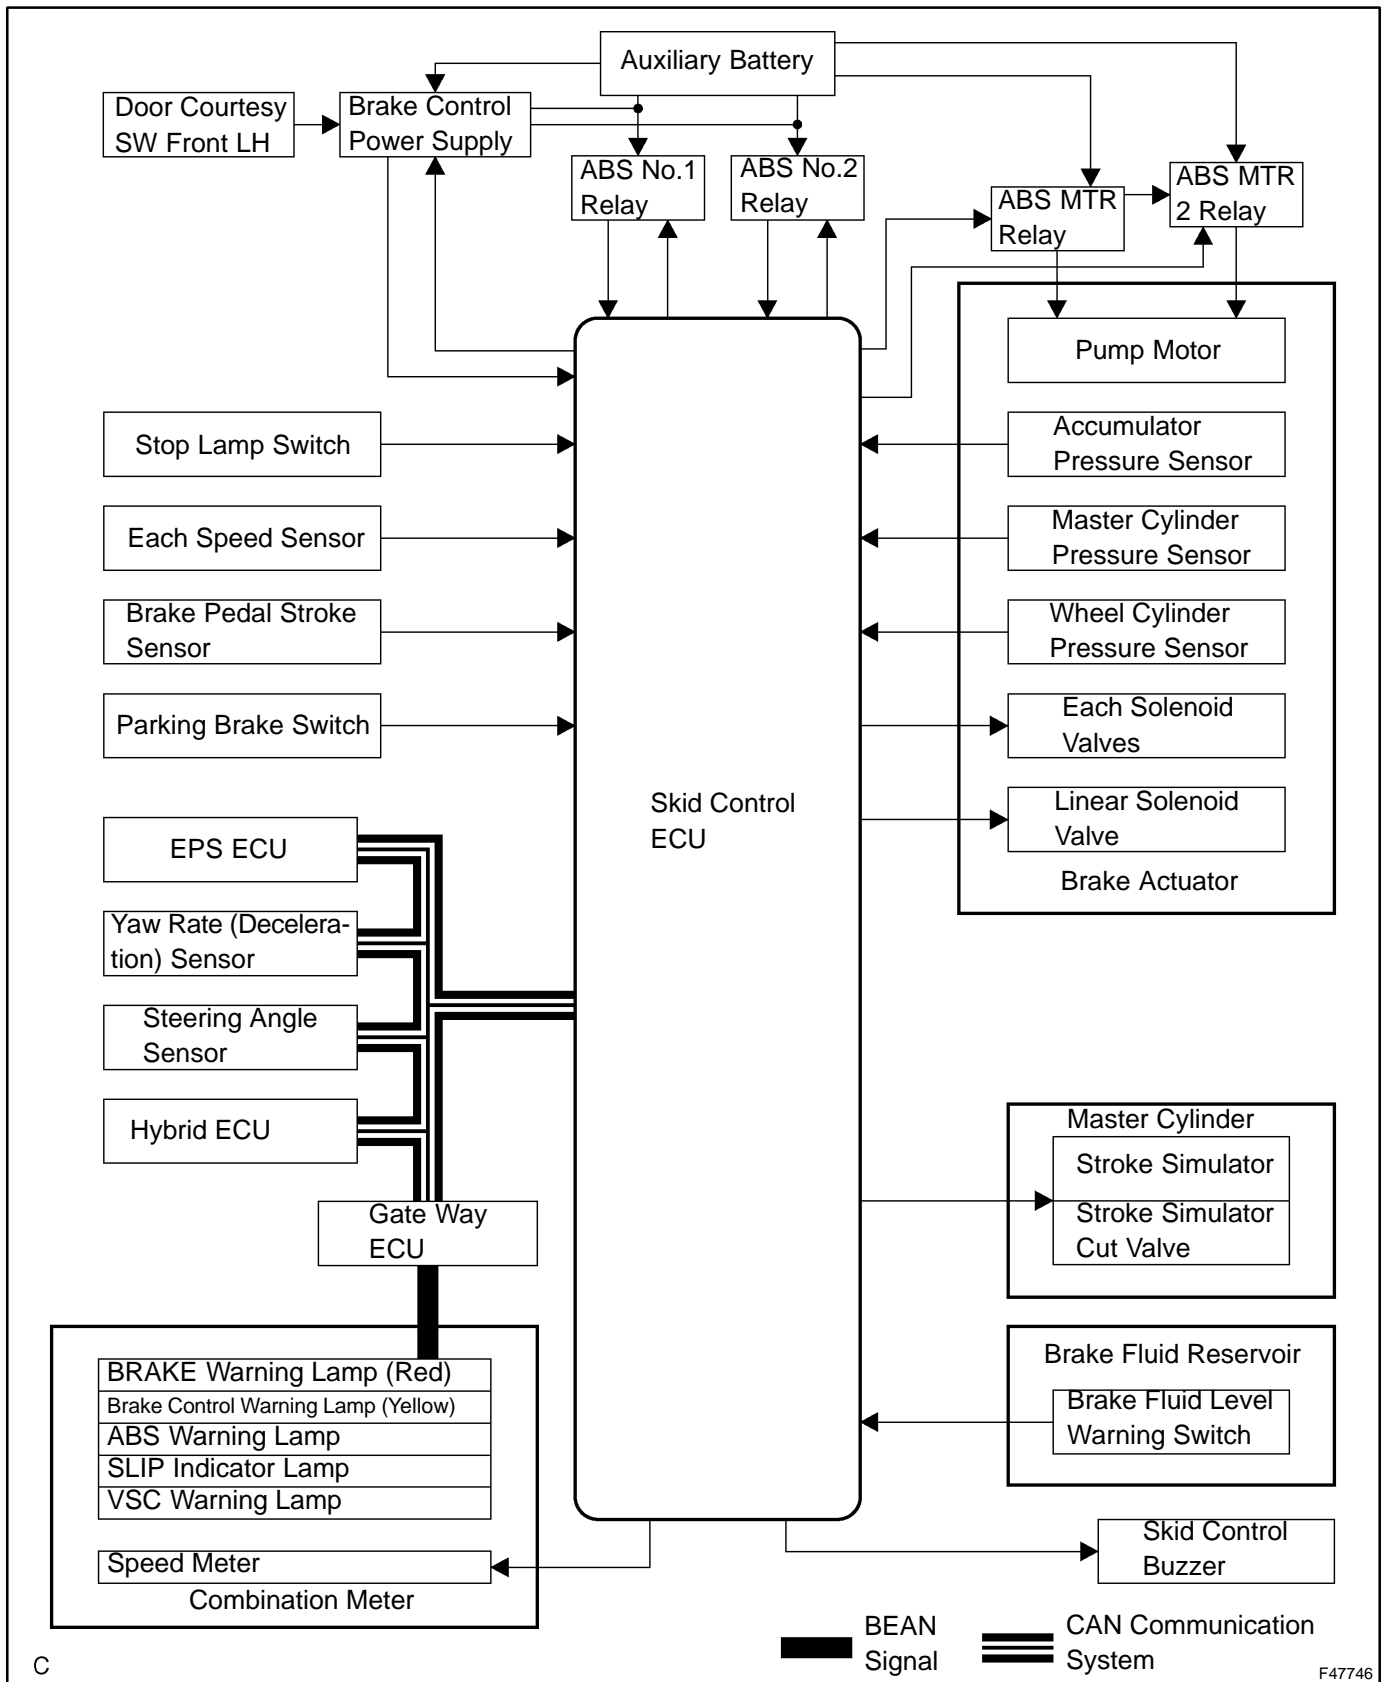 Auxiliary Battery
Door Courtesy
SW Front LH
Brake Control
Power Supply
ABS No.1
Relay
ABS No.2
Relay
ABS MTR
Relay
ABS MTR
2 Relay
Pump Motor
Stop Lamp Switch
Accumulator
Pressure Sensor
Each Speed Sensor
Master Cylinder
Pressure Sensor
Brake Pedal Stroke
Sensor
Wheel Cylinder
Pressure Sensor
Parking Brake Switch
Each Solenoid
Valves
Skid Control
ECU
Linear Solenoid
Valve
Brake Actuator
EPS ECU
Yaw Rate (Decelera-
tion) Sensor
Steering Angle
Sensor
Hybrid ECU
Gate Way
ECU
Master Cylinder
Stroke Simulator
Stroke Simulator
Cut Valve
Brake Fluid Reservoir
Brake Fluid Level
Warning Switch
BRAKE Warning Lamp (Red)
Brake Control Warning Lamp (Yellow)
ABS Warning Lamp
SLIP Indicator Lamp
VSC Warning Lamp
Speed Meter
Combination Meter
Skid Control
Buzzer
BEAN
Signal
CAN Communication
System
C
F47746